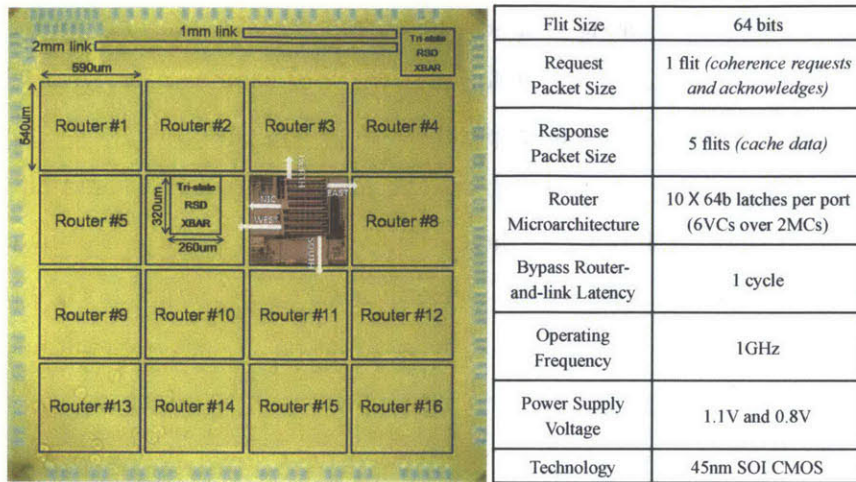 1mm link
2mm link
Tri-state
RSD
XBAR
590um
540um
Router #1
Router #2
Router #3
Router #4
Router #5
Tri-state
RSD
XBAR
320um
260um
EAST
NIC
WEST
SOUTH
Router #8
Router #9
Router #10
Router #11
Router #12
Router #13
Router #14
Router #15
Router #16
Flit Size
64 bits
Request
Packet Size
1 flit (coherence requests
and acknowledges)
Response
Packet Size
5 flits (cache data)
Router
Microarchitecture
10 X 64b latches per port
(6VCs over 2MCs)
Bypass Router-
and-link Latency
1 cycle
Operating
Frequency
1GHz
Power Supply
Voltage
1.1V and 0.8V
Technology
45nm SOI CMOS